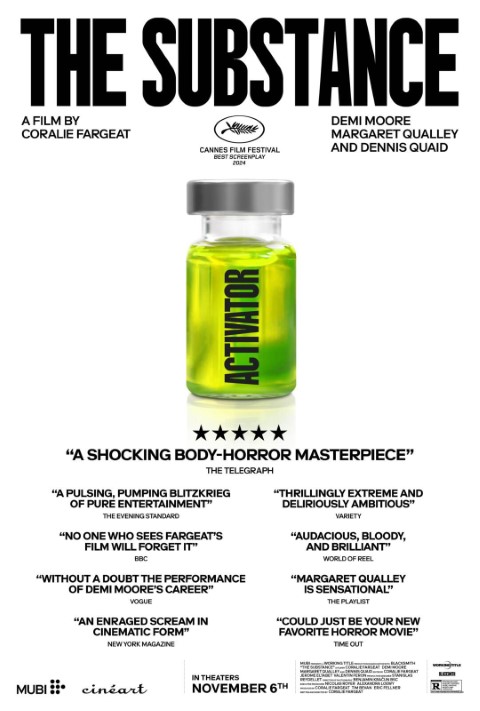 THE SUBSTANCE
A FILM BY
CORALIE FARGEAT
CANNES FILM FESTIVAL
BEST SCREENPLAY
2024
DEMI MOORE
MARGARET QUALLEY
AND DENNIS QUAID
ACTIVATOR
“A SHOCKING BODY-HORROR MASTERPIECE”
THE TELEGRAPH
“A PULSING, PUMPING BLITZKRIEG
OF PURE ENTERTAINMENT”
THE EVENING STANDARD
“THRILLINGLY EXTREME AND
DELIRIOUSLY AMBITIOUS”
VARIETY
“NO ONE WHO SEES FARGEAT’S
FILM WILL FORGET IT”
BBC
“AUDACIOUS, BLOODY,
AND BRILLIANT”
WORLD OF REEL
“WITHOUT A DOUBT THE PERFORMANCE
OF DEMI MOORE’S CAREER”
VOGUE
“MARGARET QUALLEY
IS SENSATIONAL”
THE PLAYLIST
“AN ENRAGED SCREAM IN
CINEMATIC FORM”
NEW YORK MAGAZINE
“COULD JUST BE YOUR NEW
FAVORITE HORROR MOVIE”
TIME OUT
MUBI
cinéart
IN THEATERS
NOVEMBER 6TH
R